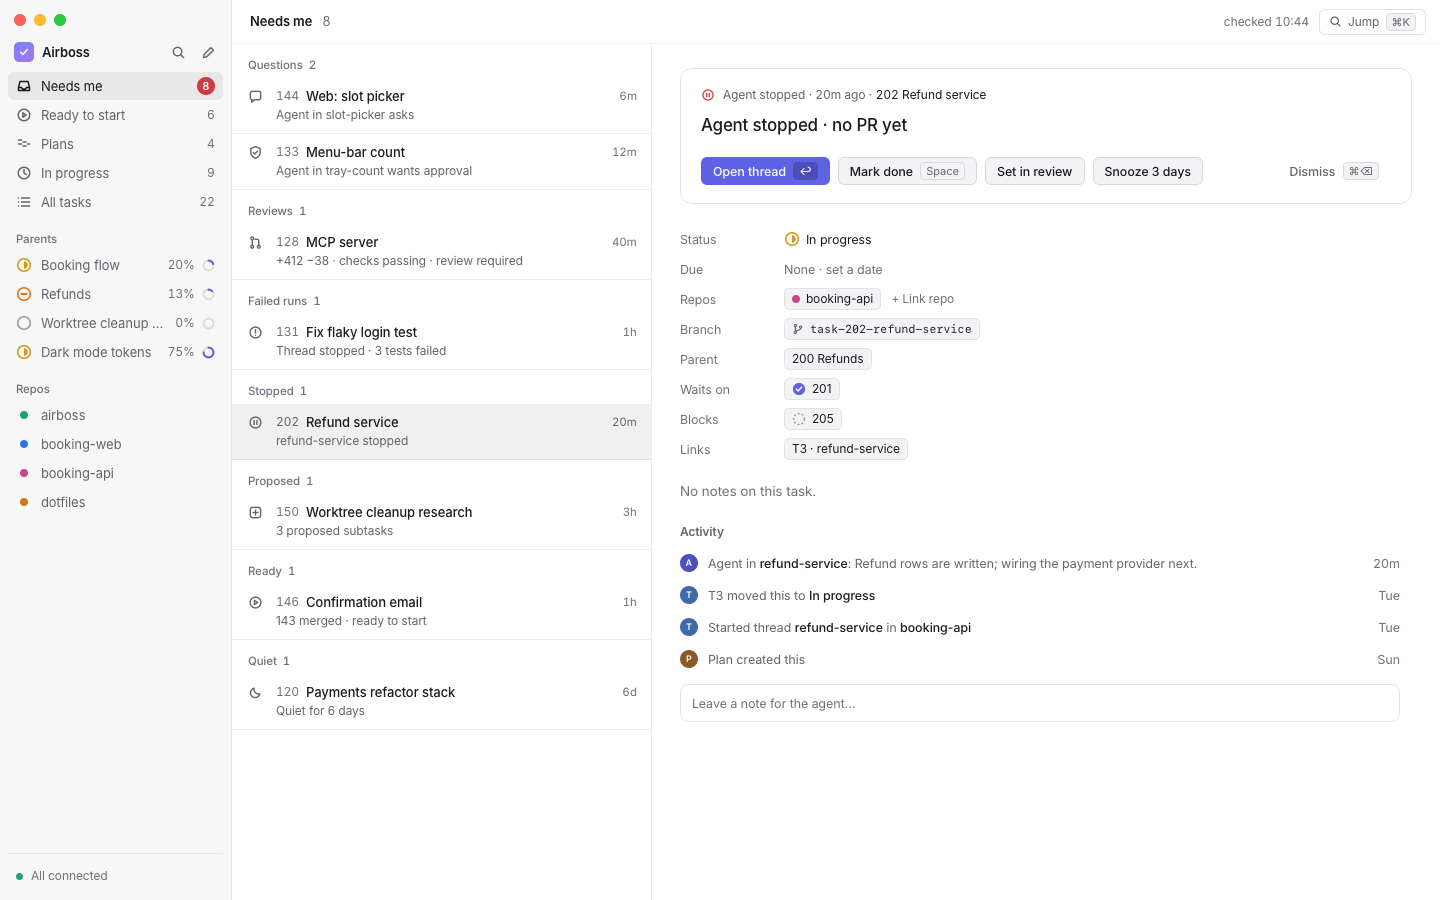 Airboss
Needs me 8
Ready to start 6
Plans 4
In progress 9
All tasks 22
Parents
Booking flow 20%
Refunds 13%
Worktree cleanup ... 0%
Dark mode tokens 75%
Repos
airboss
booking-web
booking-api
dotfiles
All connected
Needs me 8
checked 10:44 Jump ⌘K
Questions 2
144 Web: slot picker 6m
Agent in slot-picker asks
133 Menu-bar count 12m
Agent in tray-count wants approval
Reviews 1
128 MCP server 40m
+412 −38 · checks passing · review required
Failed runs 1
131 Fix flaky login test 1h
Thread stopped · 3 tests failed
Stopped 1
202 Refund service 20m
refund-service stopped
Proposed 1
150 Worktree cleanup research 3h
3 proposed subtasks
Ready 1
146 Confirmation email 1h
143 merged · ready to start
Quiet 1
120 Payments refactor stack 6d
Quiet for 6 days
Agent stopped · 20m ago · 202 Refund service
Agent stopped · no PR yet
Open thread Mark done Space Set in review Snooze 3 days Dismiss ⌘⌫
Status In progress
Due None · set a date
Repos booking-api + Link repo
Branch task-202-refund-service
Parent 200 Refunds
Waits on 201
Blocks 205
Links T3 · refund-service
No notes on this task.
Activity
A Agent in refund-service: Refund rows are written; wiring the payment provider next. 20m
T T3 moved this to In progress Tue
T Started thread refund-service in booking-api Tue
P Plan created this Sun
Leave a note for the agent...